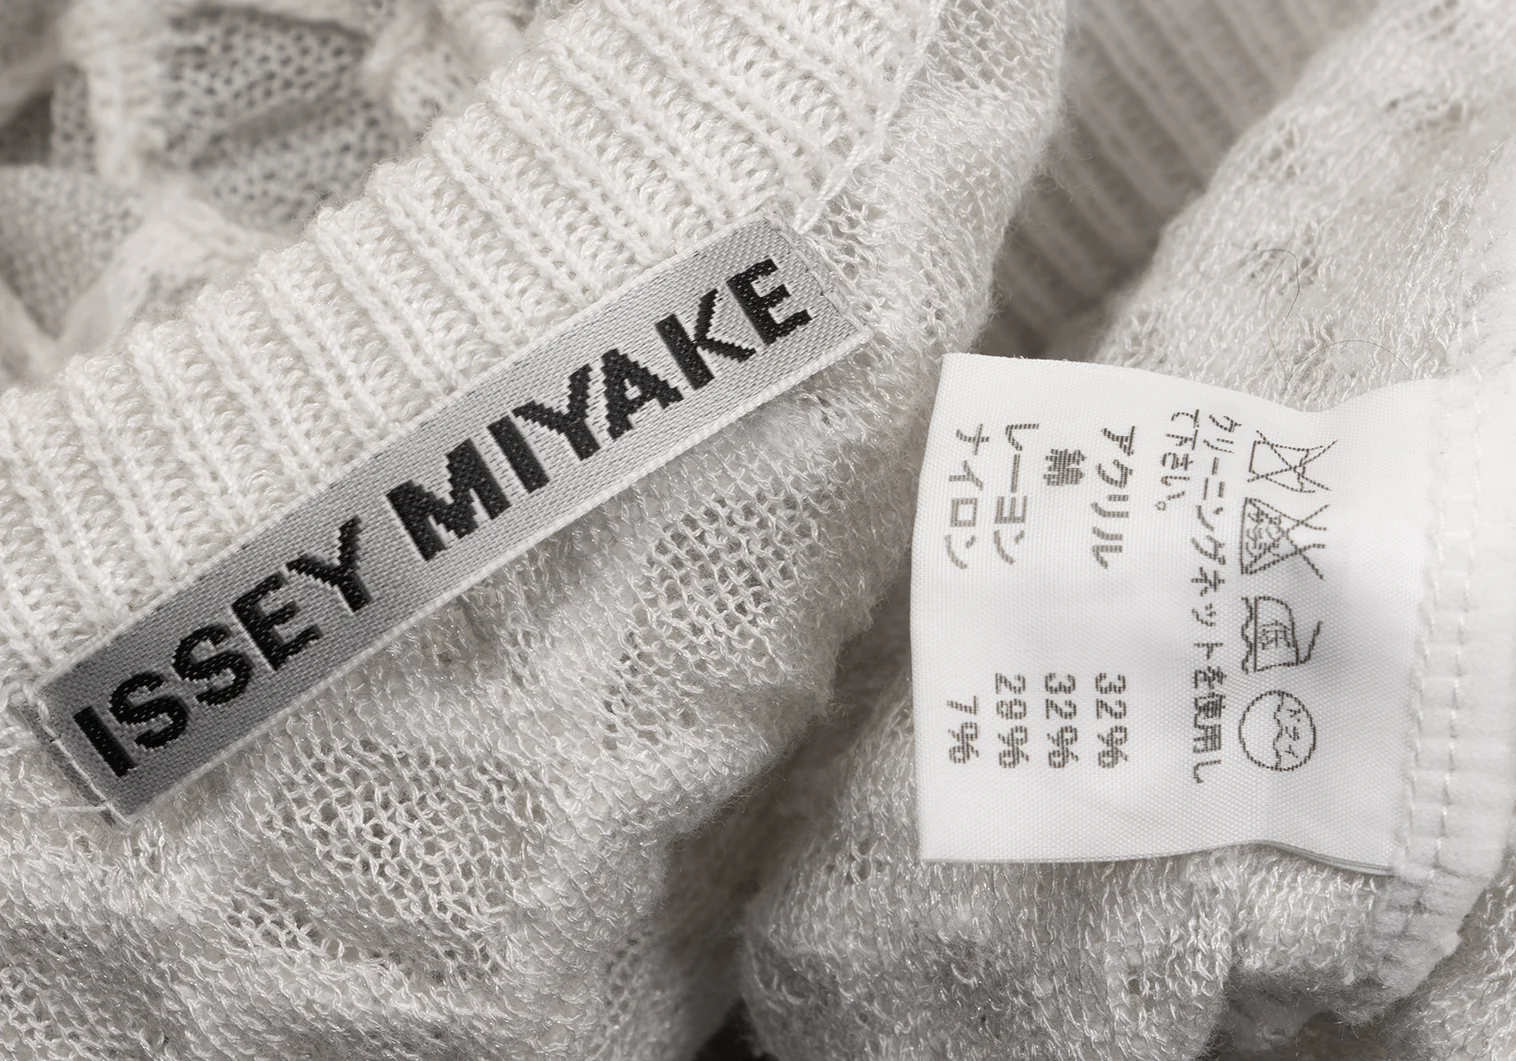 ISSEY MIYAKE
クリーニングネットを使用し
て下さい。
アクリル 32%
綿 32%
レーヨン 28%
ナイロン 7%